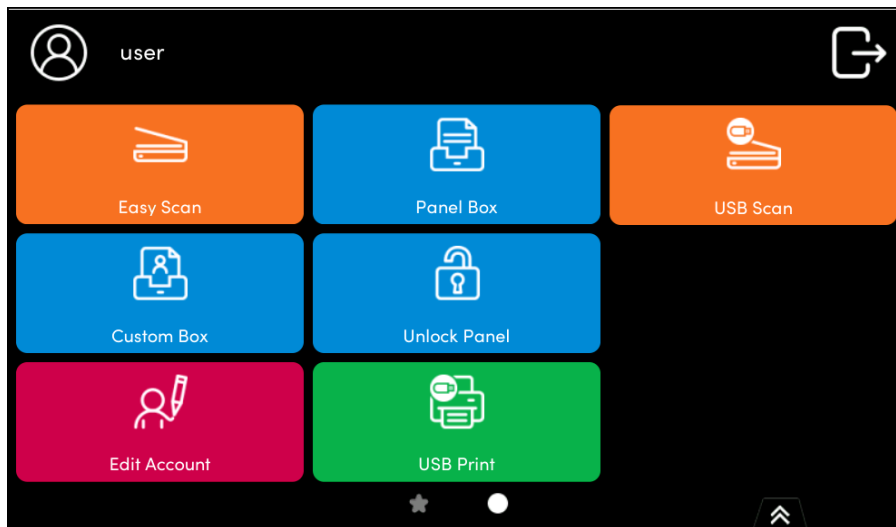 user
Easy Scan
Panel Box
USB Scan
Custom Box
Unlock Panel
Edit Account
USB Print